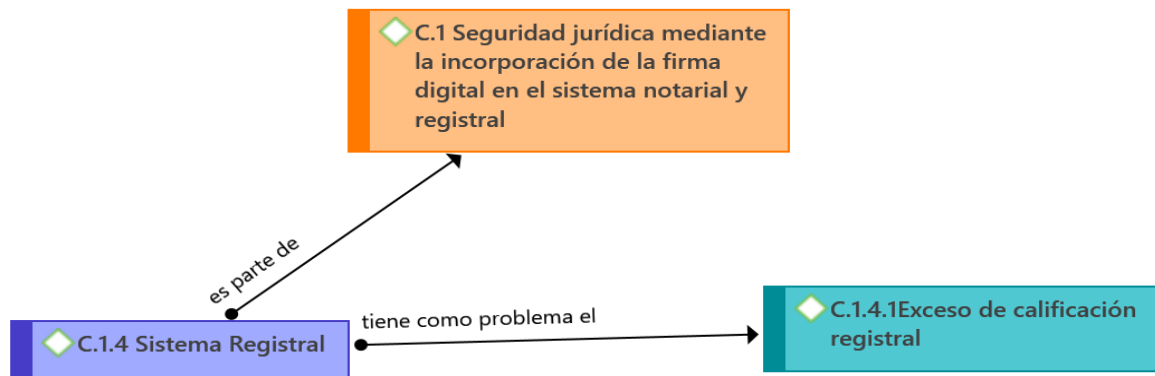 C.1 Seguridad jurídica mediante
la incorporación de la firma
digital en el sistema notarial y
registral
es parte de
C.1.4 Sistema Registral
tiene como problema el
C.1.4.1Exceso de calificación
registral